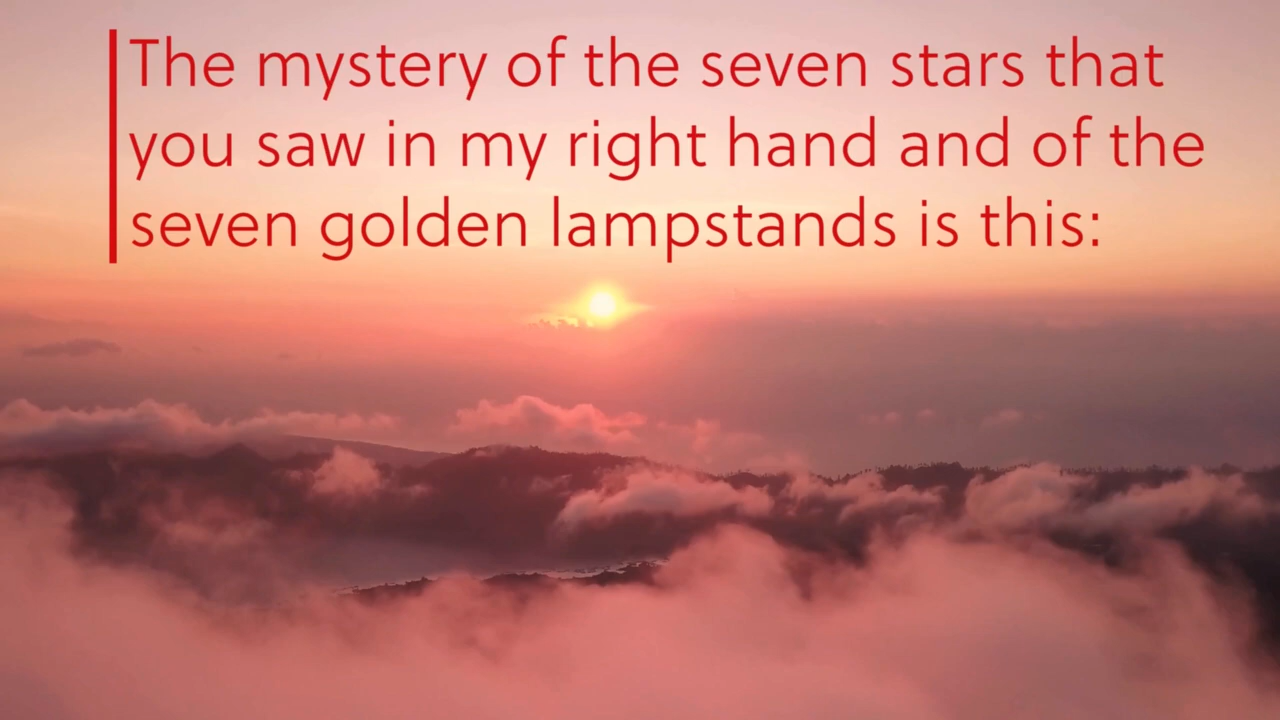 The mystery of the seven stars that
you saw in my right hand and of the
seven golden lampstands is this: